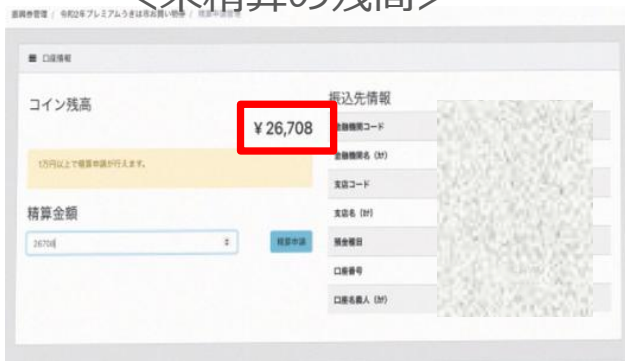 <未精算の残高>
振興券管理 / 令和2年プレミアムうきは市お買い物券 / 精算申請管理
口座情報
コイン残高
¥26,708
1万円以上で精算申請が行えます。
精算金額
26708
精算申請
振込先情報
金融機関コード
金融機関名 (カナ)
支店コード
支店名 (カナ)
預金種目
口座番号
口座名義人 (カナ)